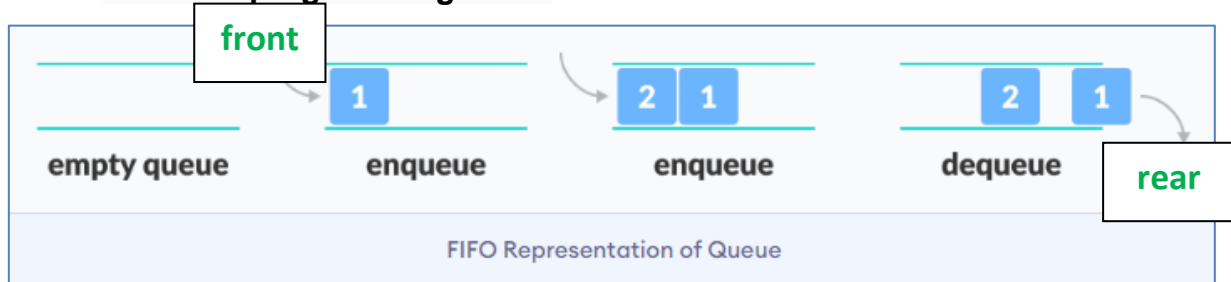 front
1
2 1
2 1
empty queue enqueue enqueue dequeue
rear
FIFO Representation of Queue